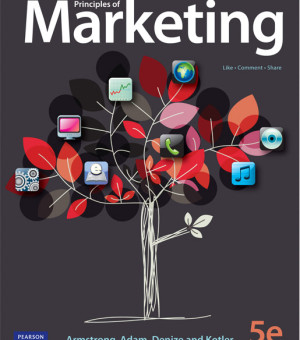 Principles of
Marketing
Like • Comment • Share
PEARSON
Armstrong, Adam, Denize and Kotler
5e